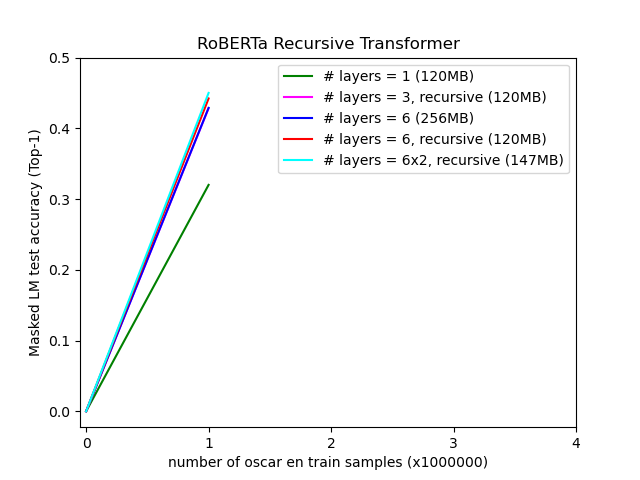 RoBERTa Recursive Transformer
# layers = 1 (120MB)
# layers = 3, recursive (120MB)
# layers = 6 (256MB)
# layers = 6, recursive (120MB)
# layers = 6x2, recursive (147MB)
Masked LM test accuracy (Top-1)
0.5
0.4
0.3
0.2
0.1
0.0
0 1 2 3 4
number of oscar en train samples (x1000000)